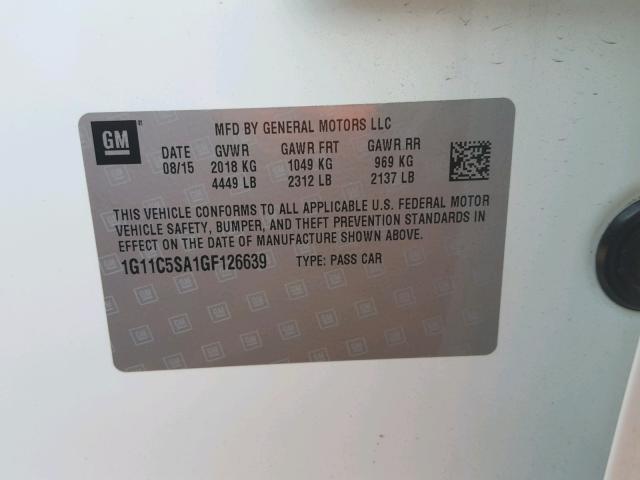 GM
MFD BY GENERAL MOTORS LLC
DATE GVWR GAWR FRT GAWR RR
08/15 2018 KG 1049 KG 969 KG
4449 LB 2312 LB 2137 LB
THIS VEHICLE CONFORMS TO ALL APPLICABLE U.S. FEDERAL MOTOR
VEHICLE SAFETY, BUMPER, AND THEFT PREVENTION STANDARDS IN
EFFECT ON THE DATE OF MANUFACTURE SHOWN ABOVE.
1G11C5SA1GF126639 TYPE: PASS CAR